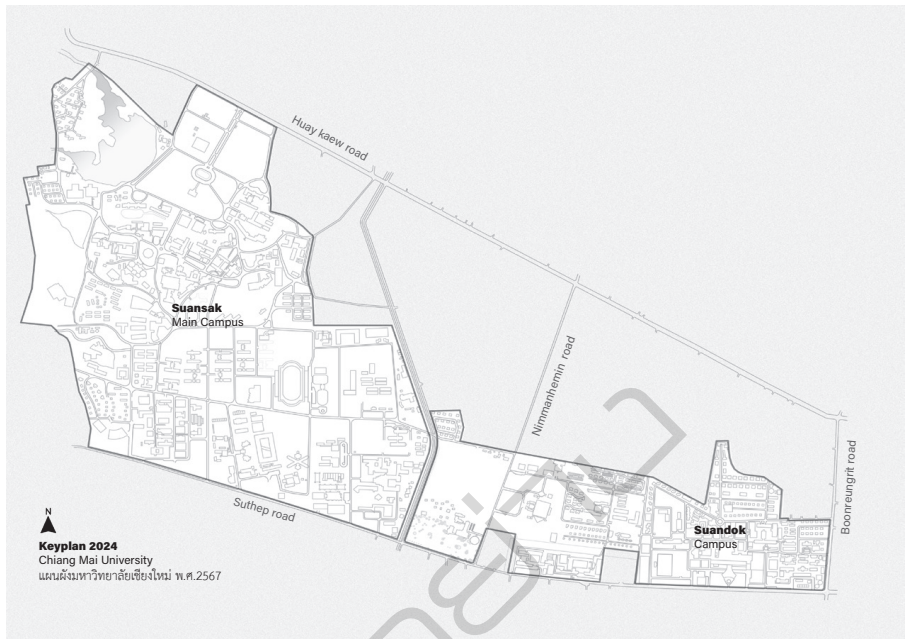 Huay kaew road
Suansak
Main Campus
Nimmanhemin road
Boonreungrit road
Suthep road
Suandok
Campus
N
Keyplan 2024
Chiang Mai University
แผนผังมหาวิทยาลัยเชียงใหม่ พ.ศ.2567